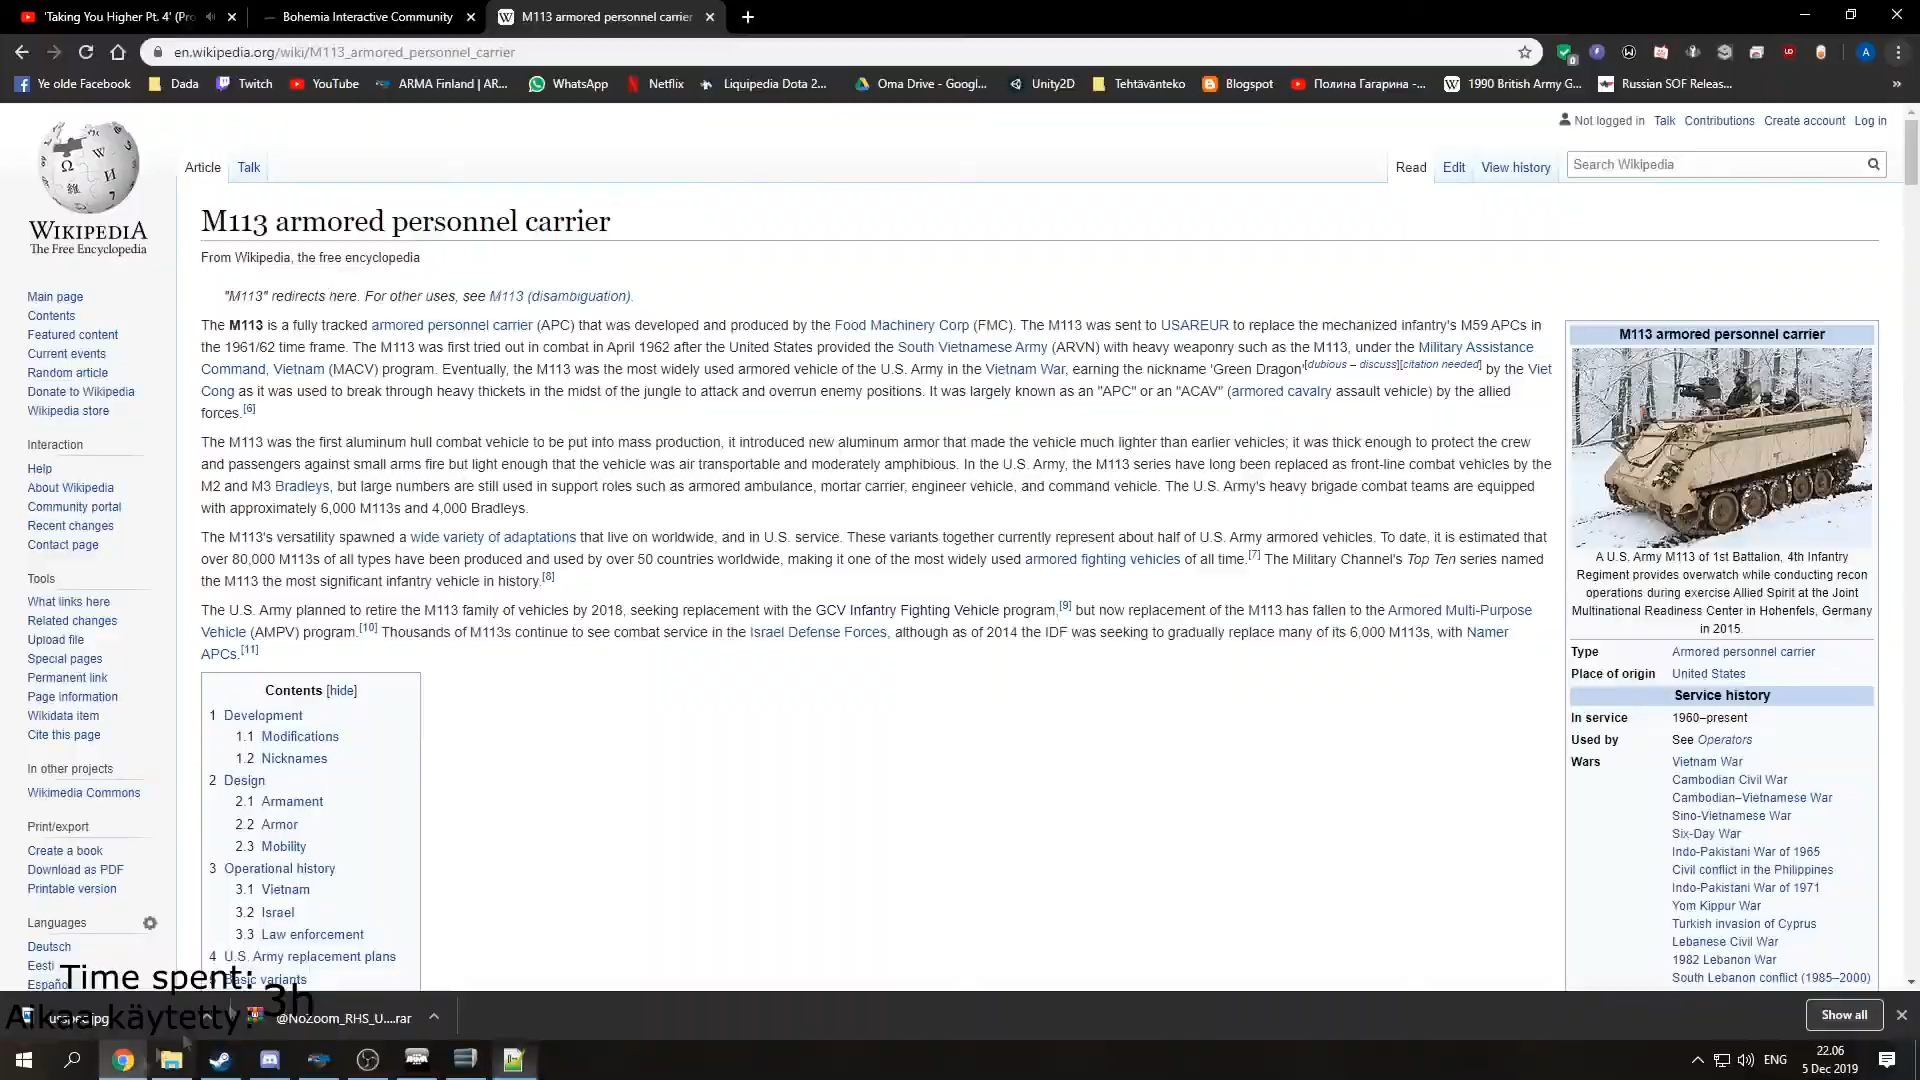 'Taking You Higher Pt. 4' (Pro
Bohemia Interactive Community
M113 armored personnel carrier
en.wikipedia.org/wiki/M113_armored_personnel_carrier
Ye olde Facebook
Dada
Twitch
YouTube
ARMA Finland | AR...
WhatsApp
Netflix
Liquipedia Dota 2...
Oma Drive - Googl...
Unity2D
Tehtävänteko
Blogspot
Полина Гагарина -...
1990 British Army G...
Russian SOF Releas...
»
Not logged in Talk Contributions Create account Log in
Article Talk
Read Edit View history
Search Wikipedia
WIKIPEDIA
The Free Encyclopedia
M113 armored personnel carrier
From Wikipedia, the free encyclopedia
"M113" redirects here. For other uses, see M113 (disambiguation).
The M113 is a fully tracked armored personnel carrier (APC) that was developed and produced by the Food Machinery Corp (FMC). The M113 was sent to USAREUR to replace the mechanized infantry's M59 APCs in
the 1961/62 time frame. The M113 was first tried out in combat in April 1962 after the United States provided the South Vietnamese Army (ARVN) with heavy weaponry such as the M113, under the Military Assistance
Command, Vietnam (MACV) program. Eventually, the M113 was the most widely used armored vehicle of the U.S. Army in the Vietnam War, earning the nickname 'Green Dragon'[dubious – discuss][citation needed] by the Viet
Cong as it was used to break through heavy thickets in the midst of the jungle to attack and overrun enemy positions. It was largely known as an "APC" or an "ACAV" (armored cavalry assault vehicle) by the allied
forces.[6]
The M113 was the first aluminum hull combat vehicle to be put into mass production, it introduced new aluminum armor that made the vehicle much lighter than earlier vehicles; it was thick enough to protect the crew
and passengers against small arms fire but light enough that the vehicle was air transportable and moderately amphibious. In the U.S. Army, the M113 series have long been replaced as front-line combat vehicles by the
M2 and M3 Bradleys, but large numbers are still used in support roles such as armored ambulance, mortar carrier, engineer vehicle, and command vehicle. The U.S. Army's heavy brigade combat teams are equipped
with approximately 6,000 M113s and 4,000 Bradleys.
The M113's versatility spawned a wide variety of adaptations that live on worldwide, and in U.S. service. These variants together currently represent about half of U.S. Army armored vehicles. To date, it is estimated that
over 80,000 M113s of all types have been produced and used by over 50 countries worldwide, making it one of the most widely used armored fighting vehicles of all time.[7] The Military Channel's Top Ten series named
the M113 the most significant infantry vehicle in history.[8]
The U.S. Army planned to retire the M113 family of vehicles by 2018, seeking replacement with the GCV Infantry Fighting Vehicle program,[9] but now replacement of the M113 has fallen to the Armored Multi-Purpose
Vehicle (AMPV) program.[10] Thousands of M113s continue to see combat service in the Israel Defense Forces, although as of 2014 the IDF was seeking to gradually replace many of its 6,000 M113s, with Namer
APCs.[11]
Contents [hide]
1 Development
1.1 Modifications
1.2 Nicknames
2 Design
2.1 Armament
2.2 Armor
2.3 Mobility
3 Operational history
3.1 Vietnam
3.2 Israel
3.3 Law enforcement
4 U.S. Army replacement plans
5 Basic variants
M113 armored personnel carrier
A U.S. Army M113 of 1st Battalion, 4th Infantry
Regiment provides overwatch while conducting recon
operations during exercise Allied Spirit at the Joint
Multinational Readiness Center in Hohenfels, Germany
in 2015.
Type Armored personnel carrier
Place of origin United States
Service history
In service 1960–present
Used by See Operators
Wars Vietnam War
Cambodian Civil War
Cambodian–Vietnamese War
Sino-Vietnamese War
Six-Day War
Indo-Pakistani War of 1965
Civil conflict in the Philippines
Indo-Pakistani War of 1971
Yom Kippur War
Turkish invasion of Cyprus
Lebanese Civil War
1982 Lebanon War
South Lebanon conflict (1985–2000)
Main page
Contents
Featured content
Current events
Random article
Donate to Wikipedia
Wikipedia store
Interaction
Help
About Wikipedia
Community portal
Recent changes
Contact page
Tools
What links here
Related changes
Upload file
Special pages
Permanent link
Page information
Wikidata item
Cite this page
In other projects
Wikimedia Commons
Print/export
Create a book
Download as PDF
Printable version
Languages
Deutsch
Eesti
Español
Time spent:
Aikaa käytetty:
3h
@NoZoom_RHS_U....rar
Show all
ENG
22.06
5 Dec 2019